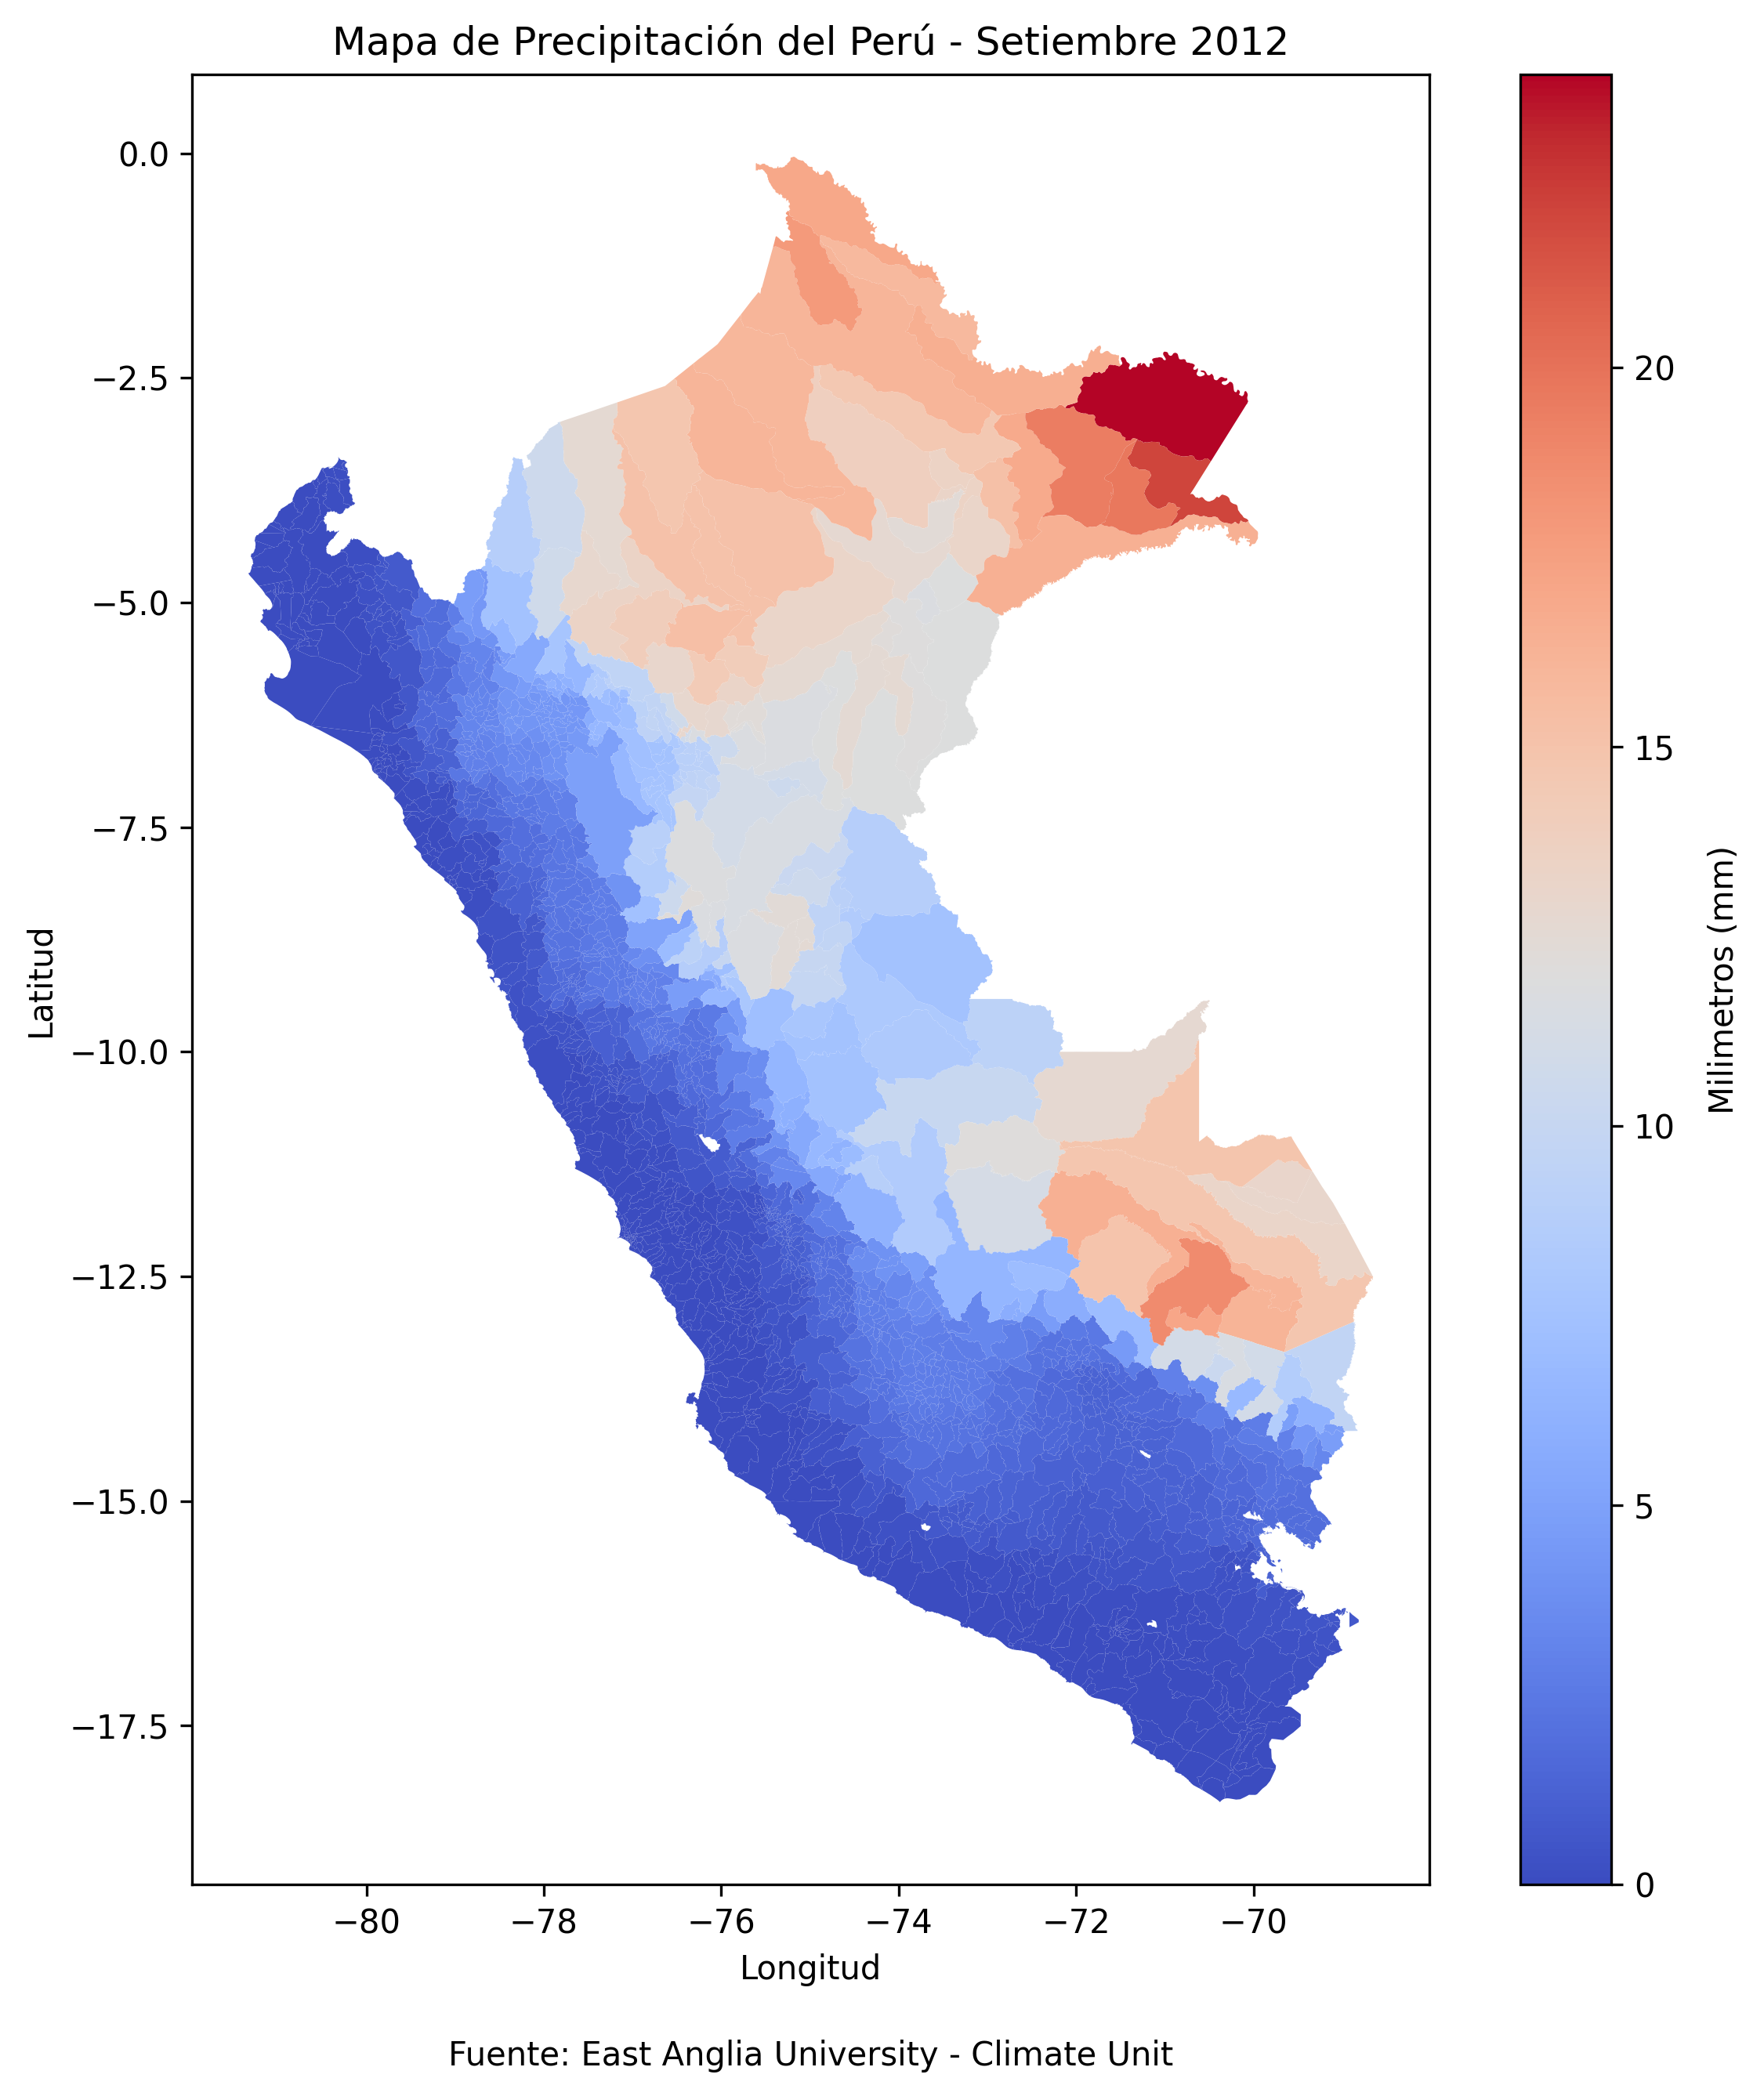 Mapa de Precipitación del Perú - Setiembre 2012
0.0
−2.5
−5.0
−7.5
−10.0
−12.5
−15.0
−17.5
Latitud
−80 −78 −76 −74 −72 −70
Longitud
20
15
10
5
0
Milimetros (mm)
Fuente: East Anglia University - Climate Unit